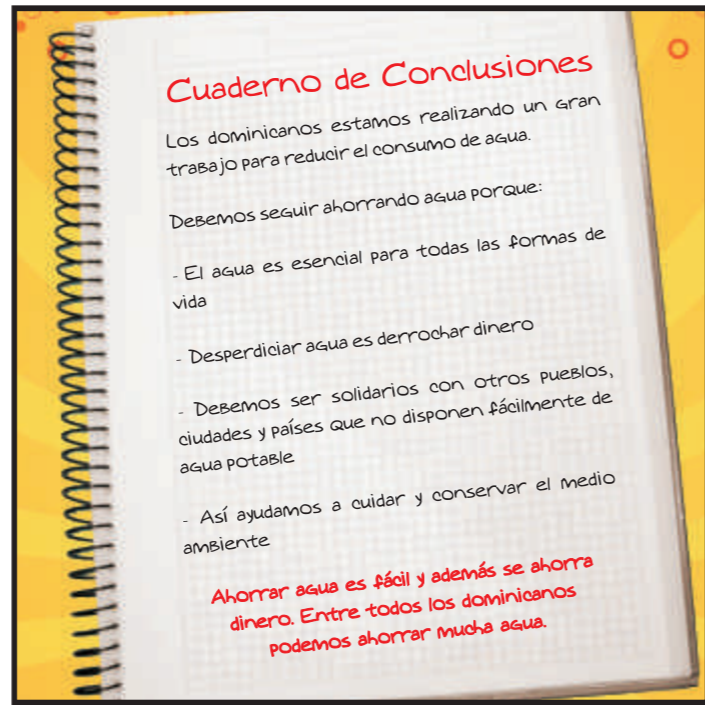 Cuaderno de Conclusiones
Los dominicanos estamos realizando un gran
trabajo para reducir el consumo de agua.
Debemos seguir ahorrando agua porque:
- El agua es esencial para todas las formas de
vida
- Desperdiciar agua es derrochar dinero
- Debemos ser solidarios con otros pueblos,
ciudades y países que no disponen fácilmente de
agua potable
- Así ayudamos a cuidar y conservar el medio
ambiente
Ahorrar agua es fácil y además se ahorra
dinero. Entre todos los dominicanos
podemos ahorrar mucha agua.